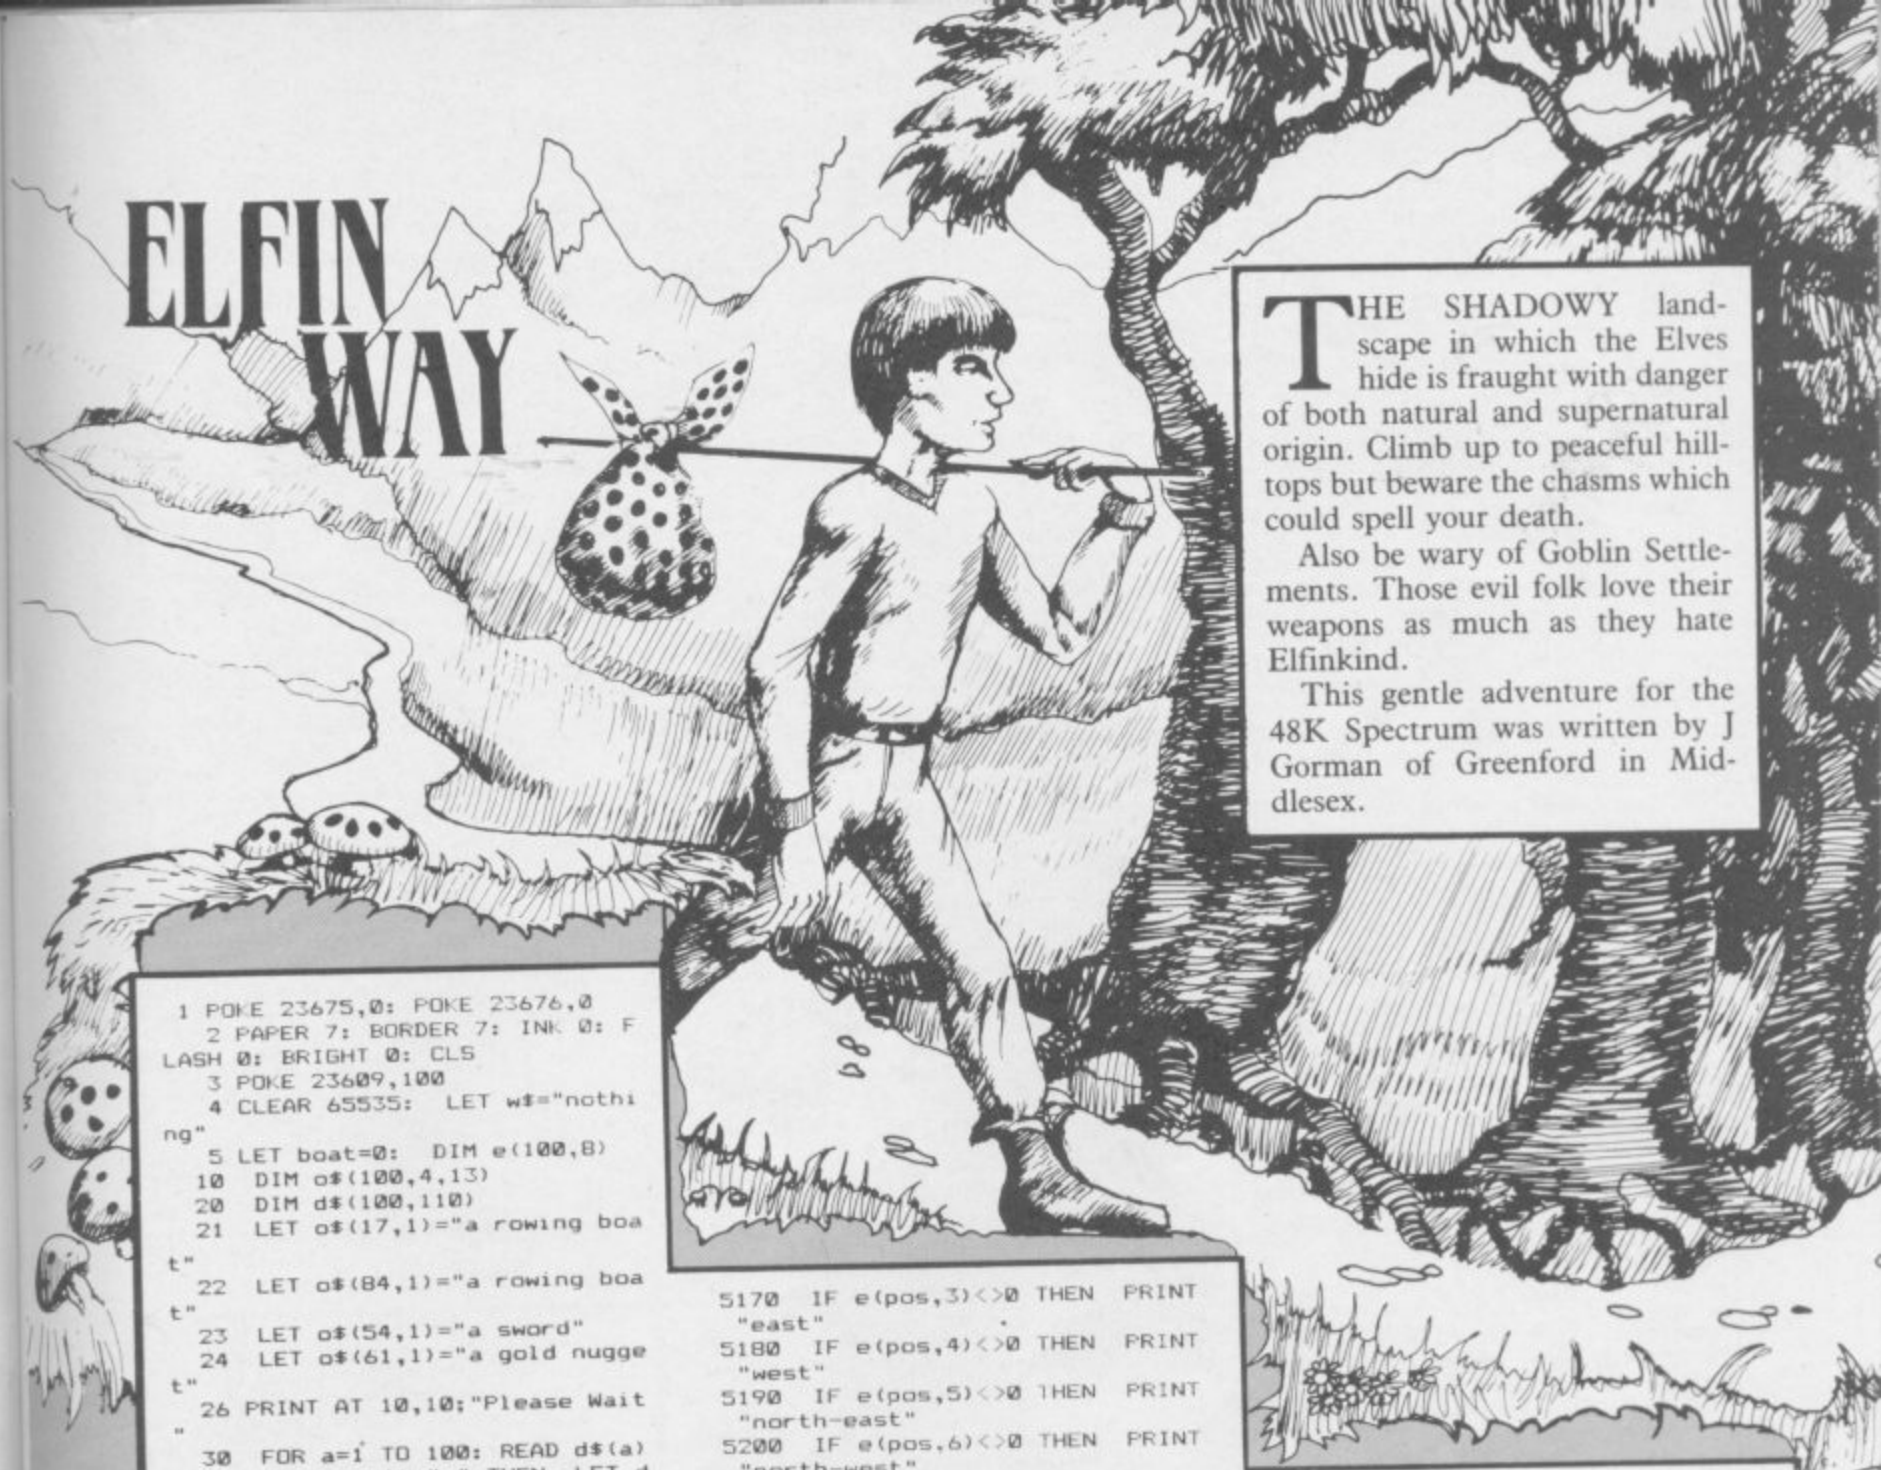 ELFIN
WAY
THE SHADOWY land-
scape in which the Elves
hide is fraught with danger
of both natural and supernatural
origin. Climb up to peaceful hill-
tops but beware the chasms which
could spell your death.
Also be wary of Goblin Settle-
ments. Those evil folk love their
weapons as much as they hate
Elfinkind.
This gentle adventure for the
48K Spectrum was written by J
Gorman of Greenford in Mid-
dlesex.
1 POKE 23675,0: POKE 23676,0
2 PAPER 7: BORDER 7: INK 0: F
LASH 0: BRIGHT 0: CLS
3 POKE 23609,100
4 CLEAR 65535: LET w$="nothi
ng"
5 LET boat=0: DIM e(100,8)
10 DIM o$(100,4,13)
20 DIM d$(100,110)
21 LET o$(17,1)="a rowing boa
t"
22 LET o$(84,1)="a rowing boa
t"
23 LET o$(54,1)="a sword"
24 LET o$(61,1)="a gold nugge
t"
26 PRINT AT 10,10;"Please Wait
"
30 FOR a=1 TO 100: READ d$(a)
5170 IF e(pos,3)<>0 THEN PRINT
"east"
5180 IF e(pos,4)<>0 THEN PRINT
"west"
5190 IF e(pos,5)<>0 THEN PRINT
"north-east"
5200 IF e(pos,6)<>0 THEN PRINT
"north-west"